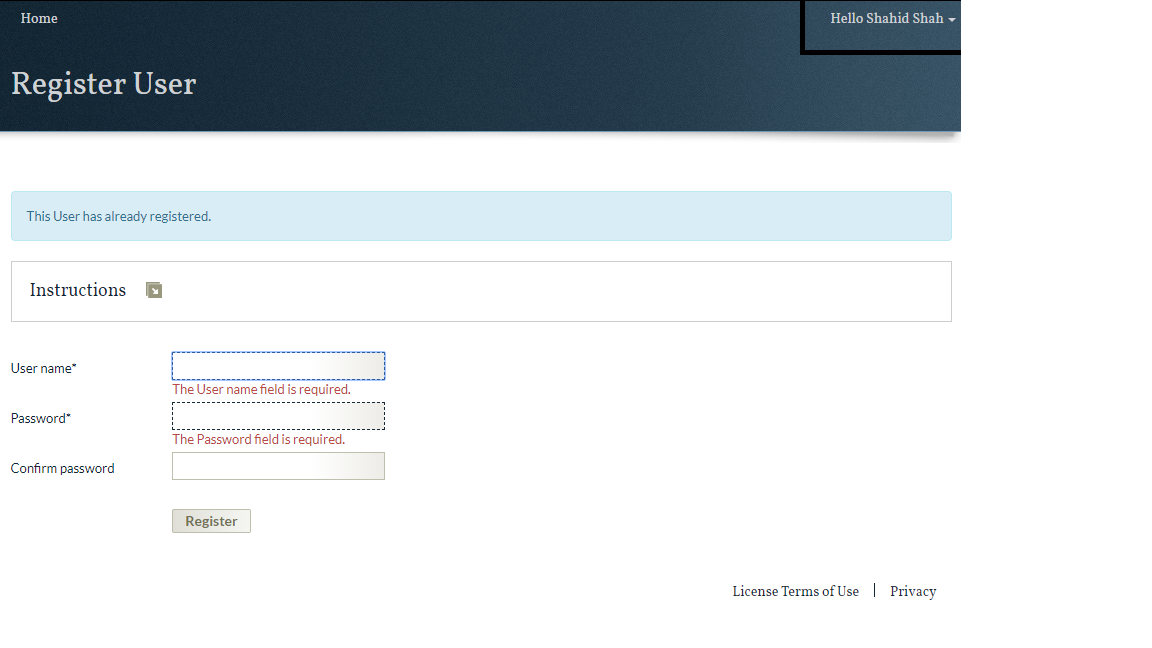 Home
Hello Shahid Shah
Register User
This User has already registered.
Instructions
User name*
The User name field is required.
Password*
The Password field is required.
Confirm password
Register
License Terms of Use | Privacy